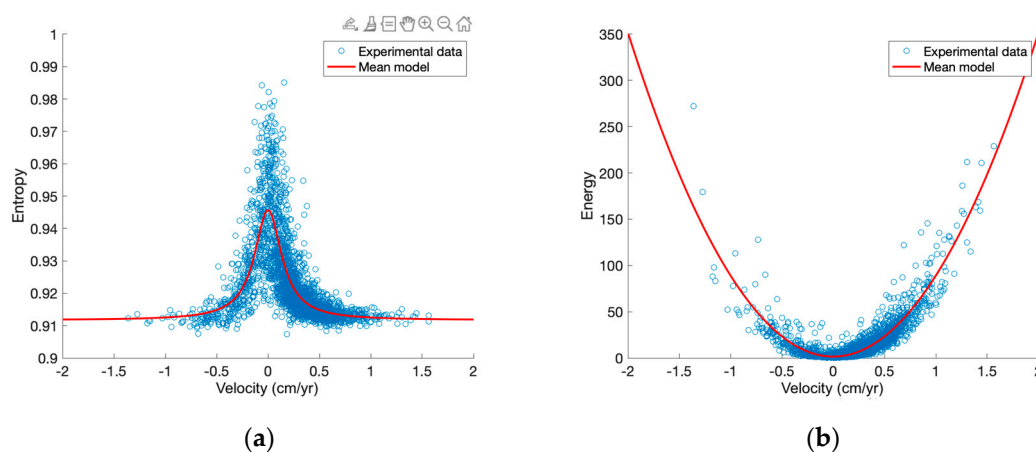 1
0.99
0.98
0.97
0.96
0.95
0.94
0.93
0.92
0.91
0.9
Entropy
Experimental data
Mean model
-2 -1.5 -1 -0.5 0 0.5 1 1.5 2
Velocity (cm/yr)
(a)
350
300
250
200
150
100
50
0
Energy
Experimental data
Mean model
-2 -1.5 -1 -0.5 0 0.5 1 1.5 2
Velocity (cm/yr)
(b)